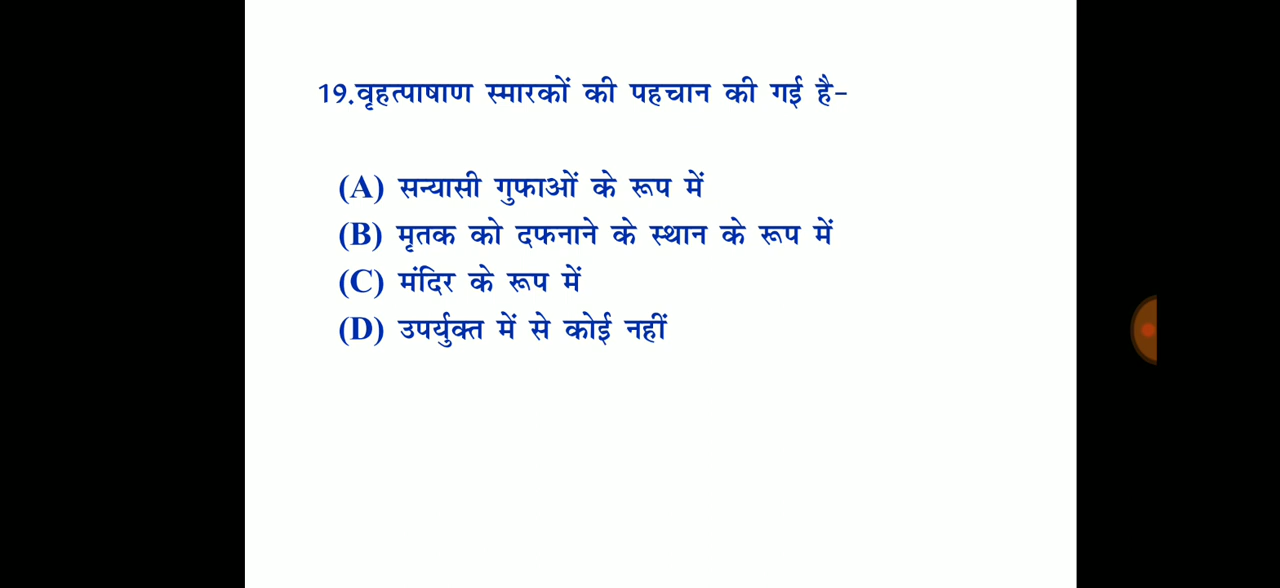 19.वृहत्पाषाण स्मारकों की पहचान की गई है-
(A) सन्यासी गुफाओं के रूप में
(B) मृतक को दफनाने के स्थान के रूप में
(C) मंदिर के रूप में
(D) उपर्युक्त में से कोई नहीं